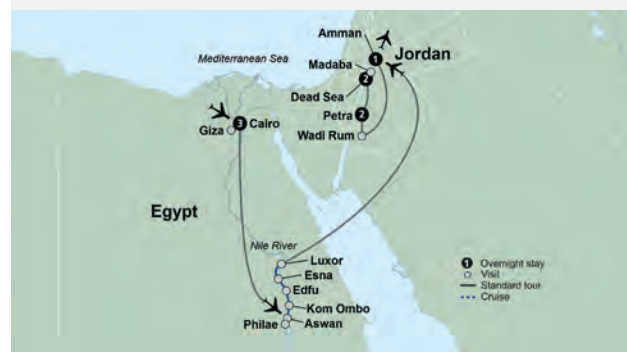 Amman
Jordan
Mediterranean Sea
1
Madaba
2
Dead Sea
Petra
2
Wadi Rum
3
Cairo
Giza
Egypt
Nile River
Luxor
Esna
Edfu
Kom Ombo
Philae
Aswan
1 Overnight stay
Visit
Standard tour
Cruise